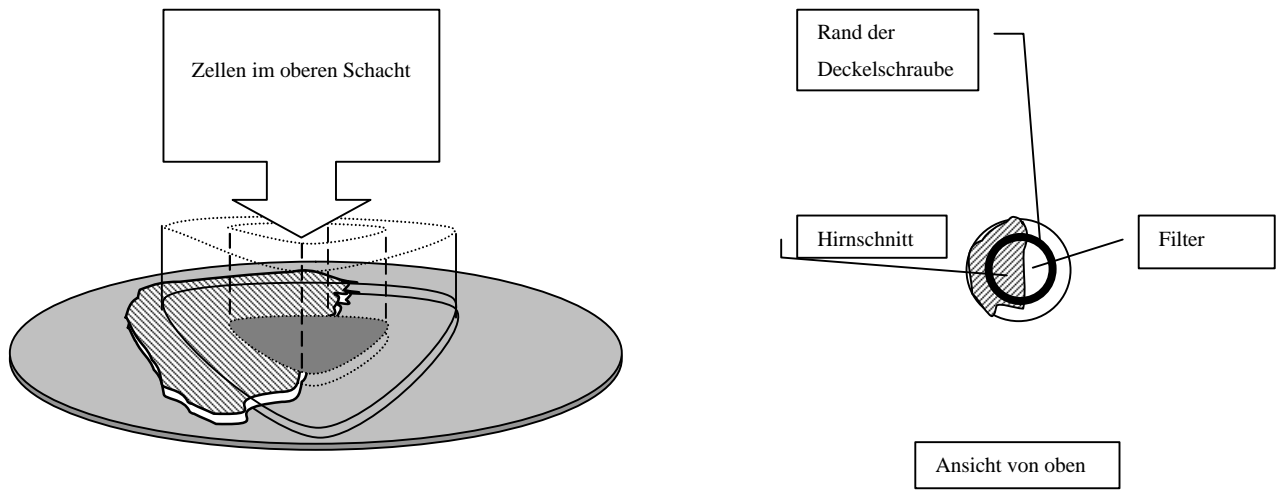 Zellen im oberen Schacht
Rand der
Deckelschraube
Hirnschnitt
Filter
Ansicht von oben